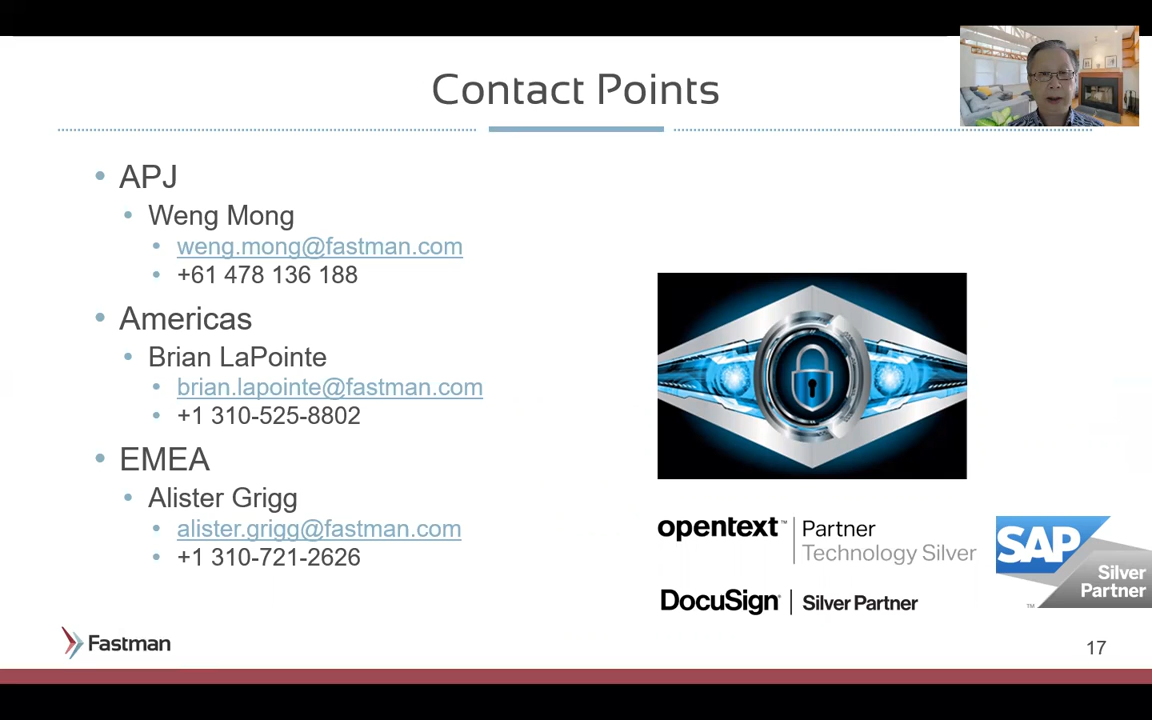 Contact Points
• APJ
• Weng Mong
• weng.mong@fastman.com
• +61 478 136 188
• Americas
• Brian LaPointe
• brian.lapointe@fastman.com
• +1 310-525-8802
• EMEA
• Alister Grigg
• alister.grigg@fastman.com
• +1 310-721-2626
opentext™ | Partner
Technology Silver
SAP
Silver
Partner
™
DocuSign | Silver Partner
Fastman
17